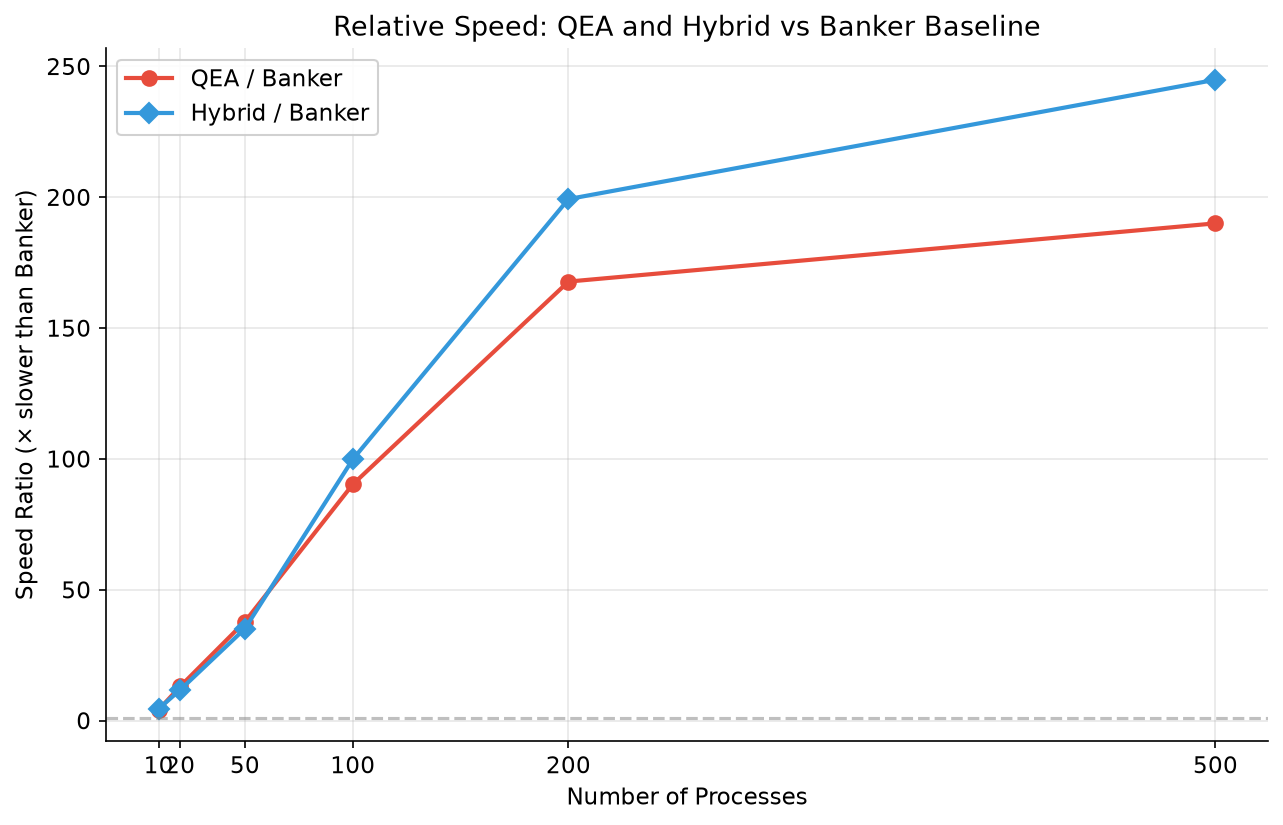 Relative Speed: QEA and Hybrid vs Banker Baseline
QEA / Banker
Hybrid / Banker
Speed Ratio (× slower than Banker)
250
200
150
100
50
0
10 20 50 100 200 500
Number of Processes